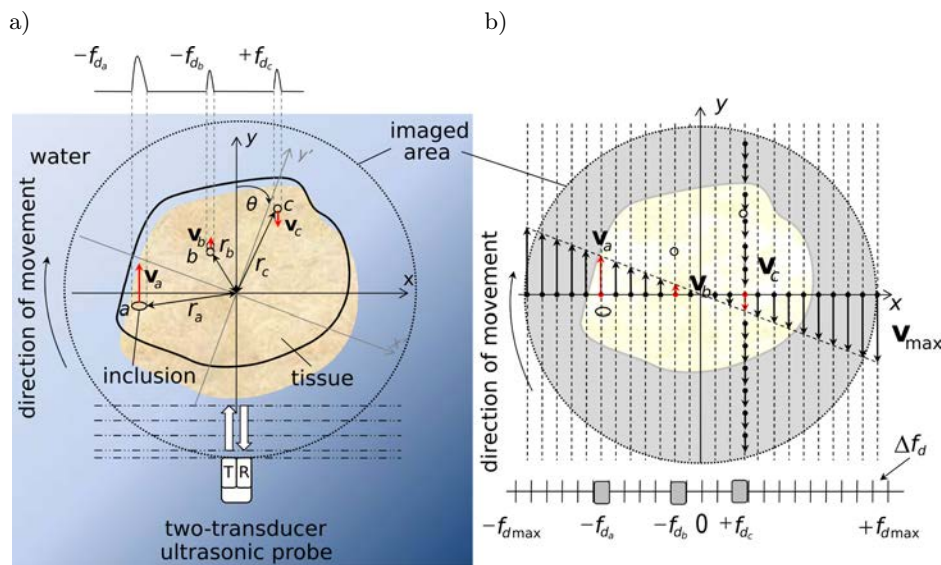 a)
b)
−f_{d_a} −f_{d_b} +f_{d_c}
y
y'
water
imaged
area
θ
c
v_b
r_b
v_c
b
r_c
v_a
x
a
r_a
x'
direction of movement
inclusion
tissue
T R
two-transducer
ultrasonic probe
y
v_a
v_c
v_b
x
v_max
direction of movement
Δf_d
−f_{dmax} −f_{d_a} −f_{d_b} 0 +f_{d_c} +f_{dmax}